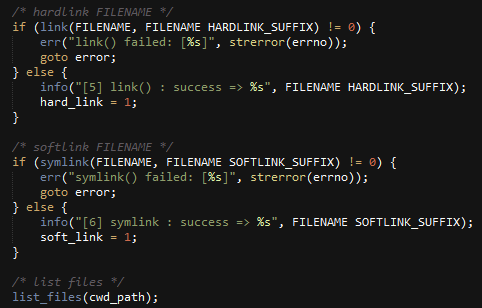 /* hardlink FILENAME */
if (link(FILENAME, FILENAME HARDLINK_SUFFIX) != 0) {
    err("link() failed: [%s]", strerror(errno));
    goto error;
} else {
    info("[5] link() : success => %s", FILENAME HARDLINK_SUFFIX);
    hard_link = 1;
}

/* softlink FILENAME */
if (symlink(FILENAME, FILENAME SOFTLINK_SUFFIX) != 0) {
    err("symlink() failed: [%s]", strerror(errno));
    goto error;
} else {
    info("[6] symlink : success => %s", FILENAME SOFTLINK_SUFFIX);
    soft_link = 1;
}

/* list files */
list_files(cwd_path);